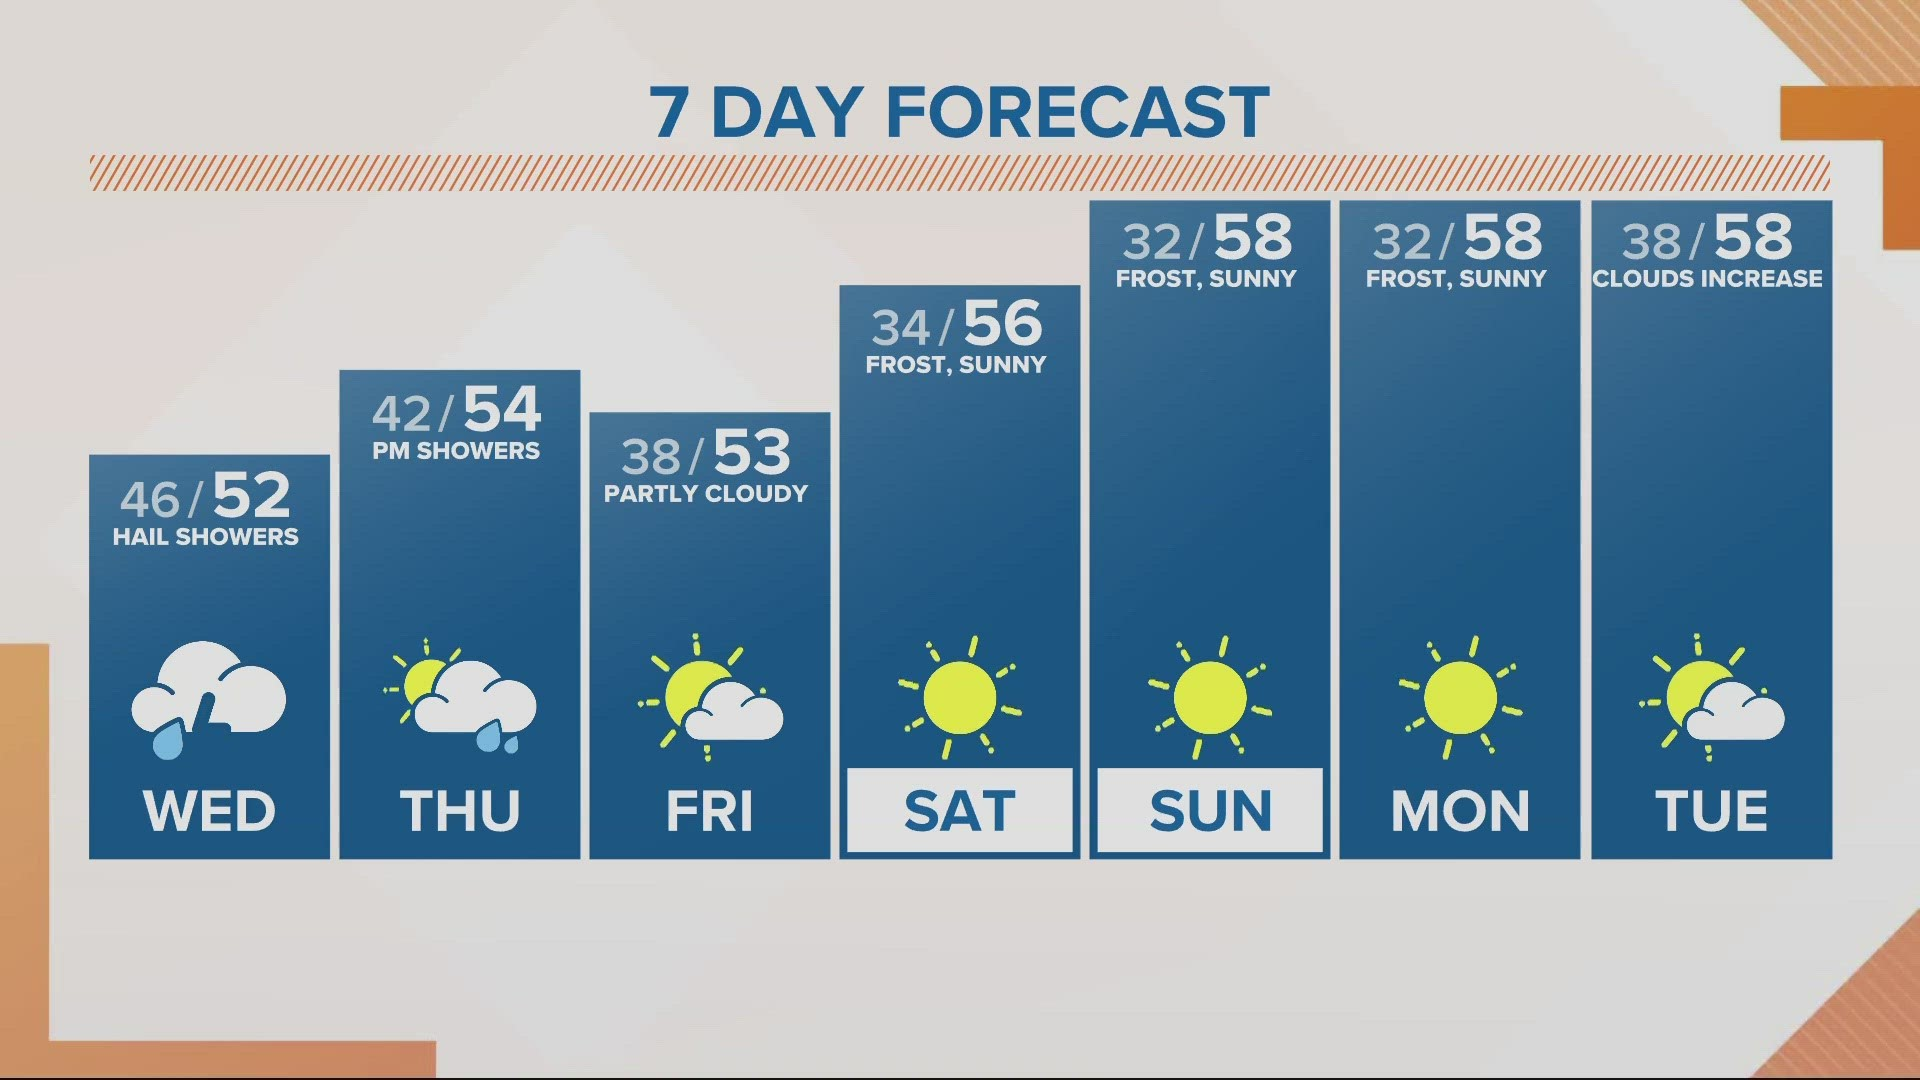 7 DAY FORECAST
46/52
HAIL SHOWERS
WED
42/54
PM SHOWERS
THU
38/53
PARTLY CLOUDY
FRI
34/56
FROST, SUNNY
SAT
32/58
FROST, SUNNY
SUN
32/58
FROST, SUNNY
MON
38/58
CLOUDS INCREASE
TUE